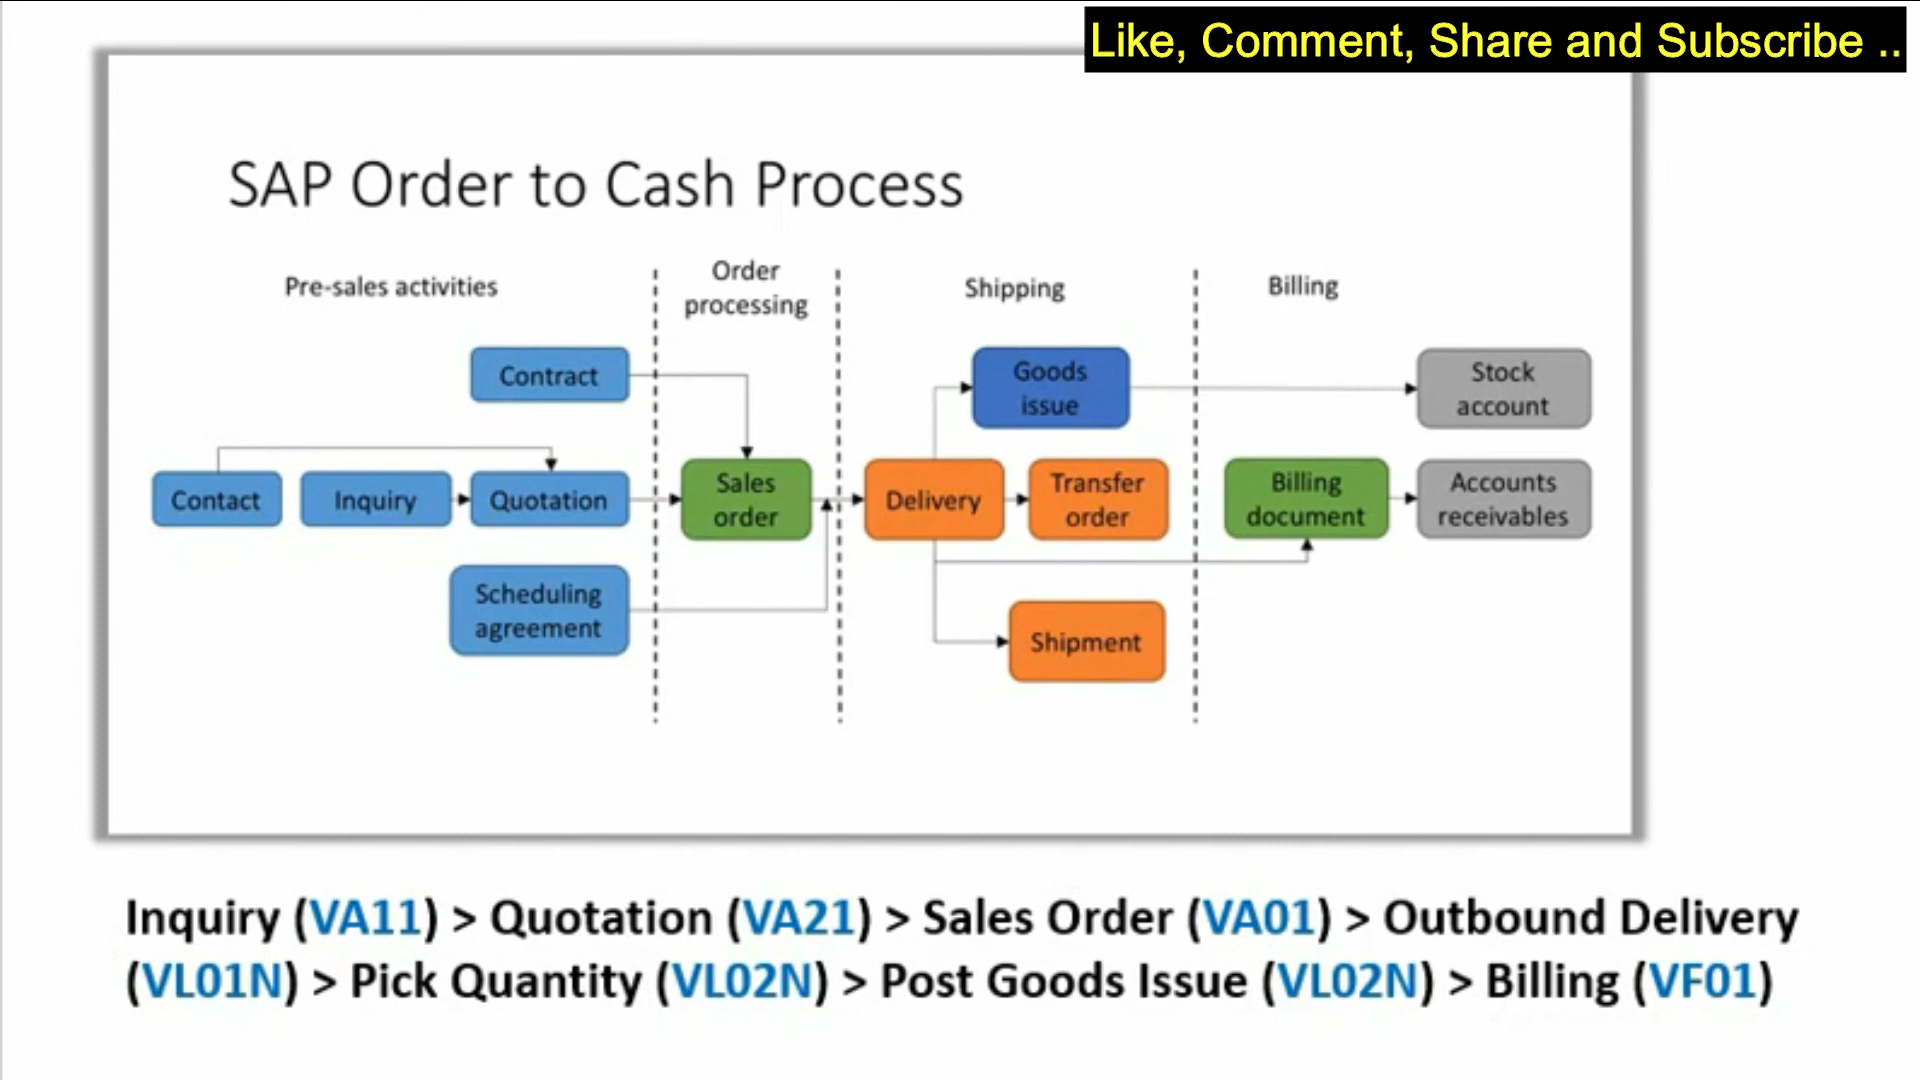 Like, Comment, Share and Subscribe ..
SAP Order to Cash Process
Pre-sales activities
Order
processing
Shipping
Billing
Contract
Goods
issue
Stock
account
Contact
Inquiry
Quotation
Sales
order
Delivery
Transfer
order
Billing
document
Accounts
receivables
Scheduling
agreement
Shipment
Inquiry (VA11) > Quotation (VA21) > Sales Order (VA01) > Outbound Delivery
(VL01N) > Pick Quantity (VL02N) > Post Goods Issue (VL02N) > Billing (VF01)